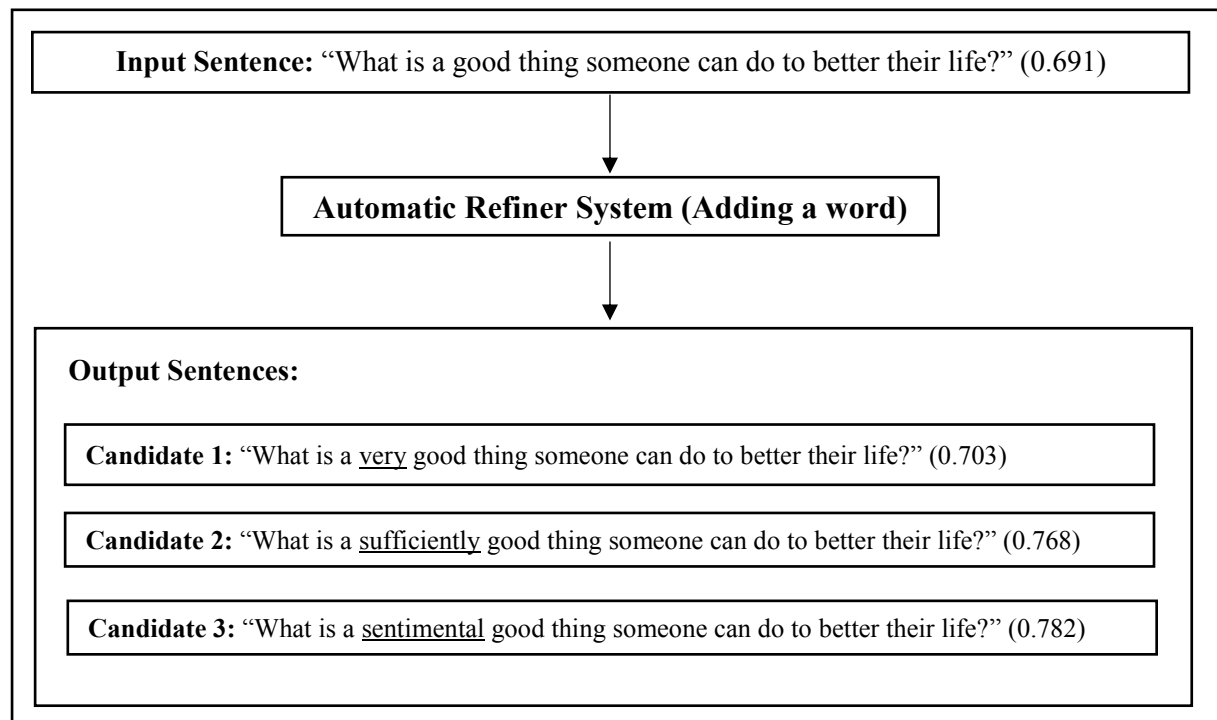 Input Sentence: “What is a good thing someone can do to better their life?” (0.691)
Automatic Refiner System (Adding a word)
Output Sentences:
Candidate 1: “What is a very good thing someone can do to better their life?” (0.703)
Candidate 2: “What is a sufficiently good thing someone can do to better their life?” (0.768)
Candidate 3: “What is a sentimental good thing someone can do to better their life?” (0.782)